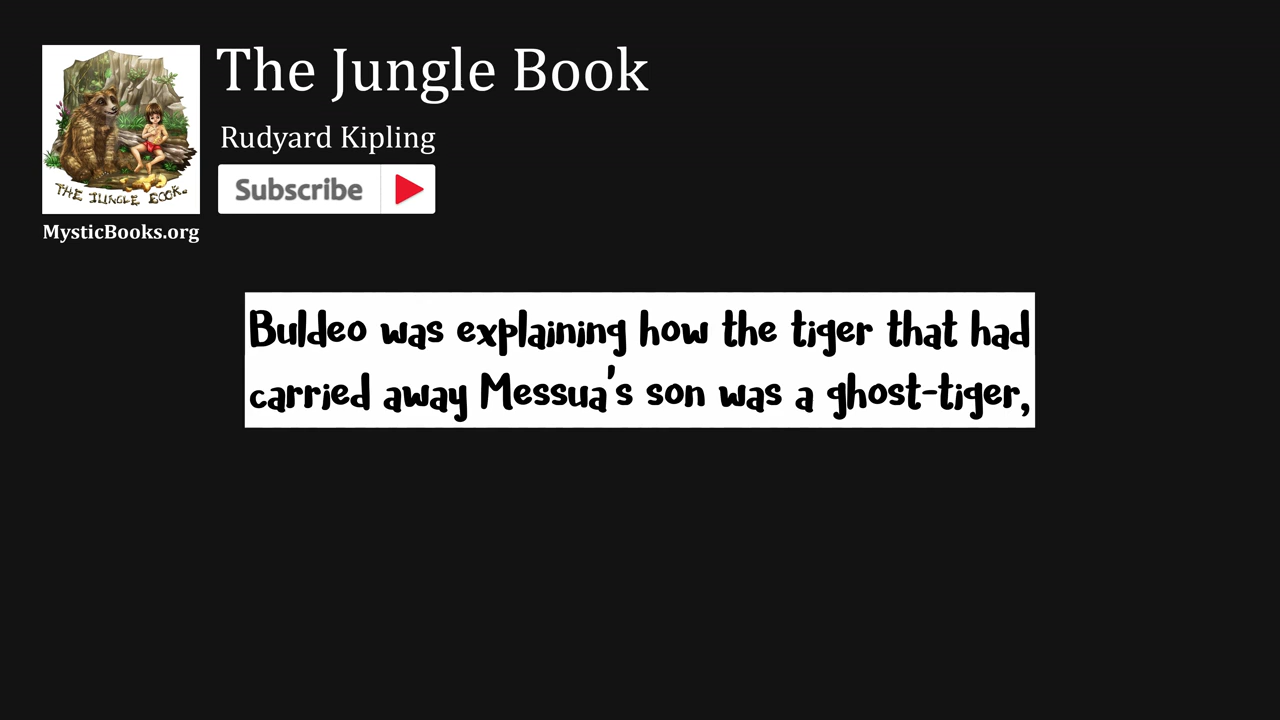 The Jungle Book
Rudyard Kipling
Subscribe
THE JUNGLE BOOK.
MysticBooks.org
Buldeo was explaining how the tiger that had
carried away Messua's son was a ghost-tiger,